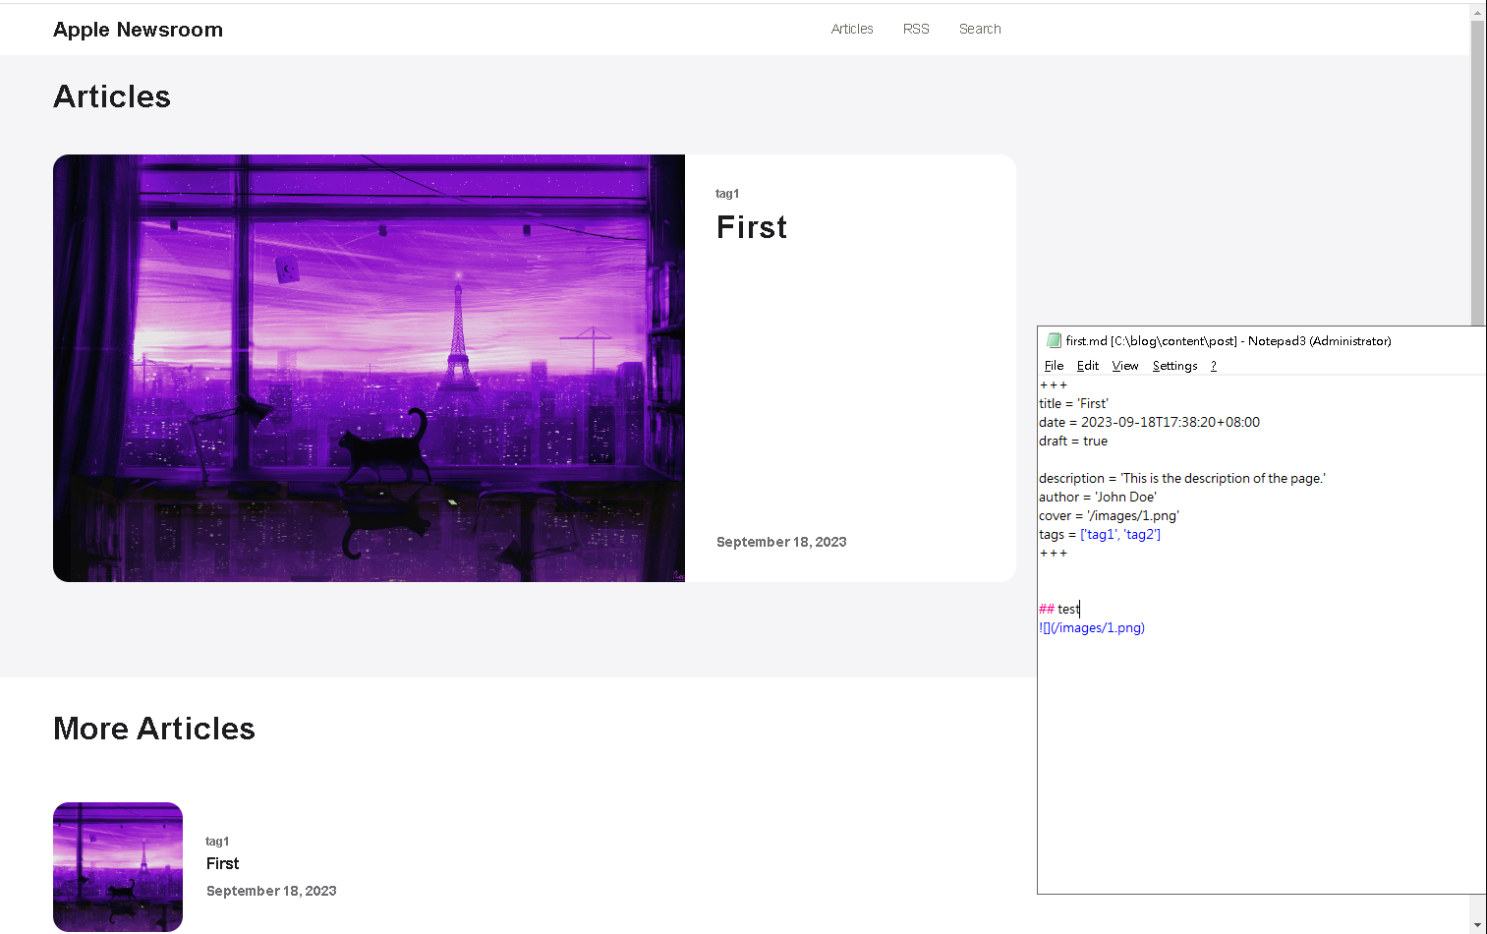 Apple Newsroom
Articles RSS Search
Articles
tag1
First
September 18, 2023
More Articles
tag1
First
September 18, 2023
first.md [C:\blog\content\post] - Notepad3 (Administrator)
File Edit View Settings ?
+++
title = 'First'
date = 2023-09-18T17:38:20+08:00
draft = true
description = 'This is the description of the page.'
author = 'John Doe'
cover = '/images/1.png'
tags = ['tag1', 'tag2']
+++
## test
![](/images/1.png)